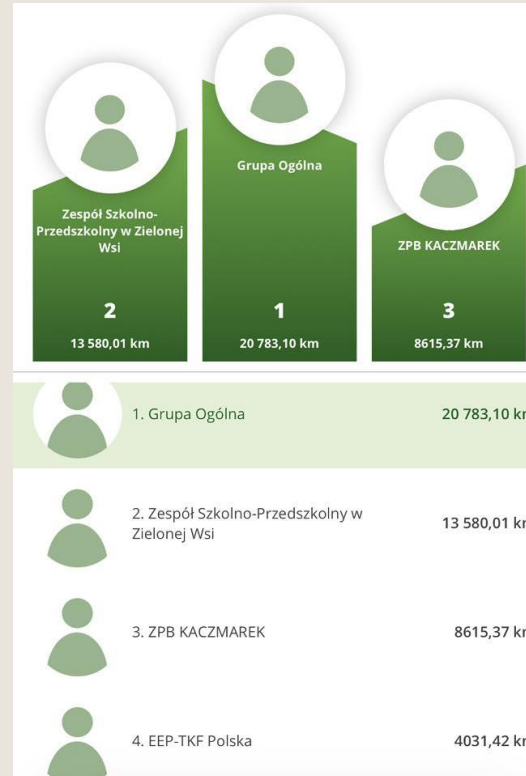 Grupa Ogólna
Zespół Szkolno-
Przedszkolny w Zielonej
Wsi
ZPB KACZMAREK
2
1
3
13 580,01 km
20 783,10 km
8615,37 km
1. Grupa Ogólna
20 783,10 km
2. Zespół Szkolno-Przedszkolny w
Zielonej Wsi
13 580,01 km
3. ZPB KACZMAREK
8615,37 km
4. EEP-TKF Polska
4031,42 km